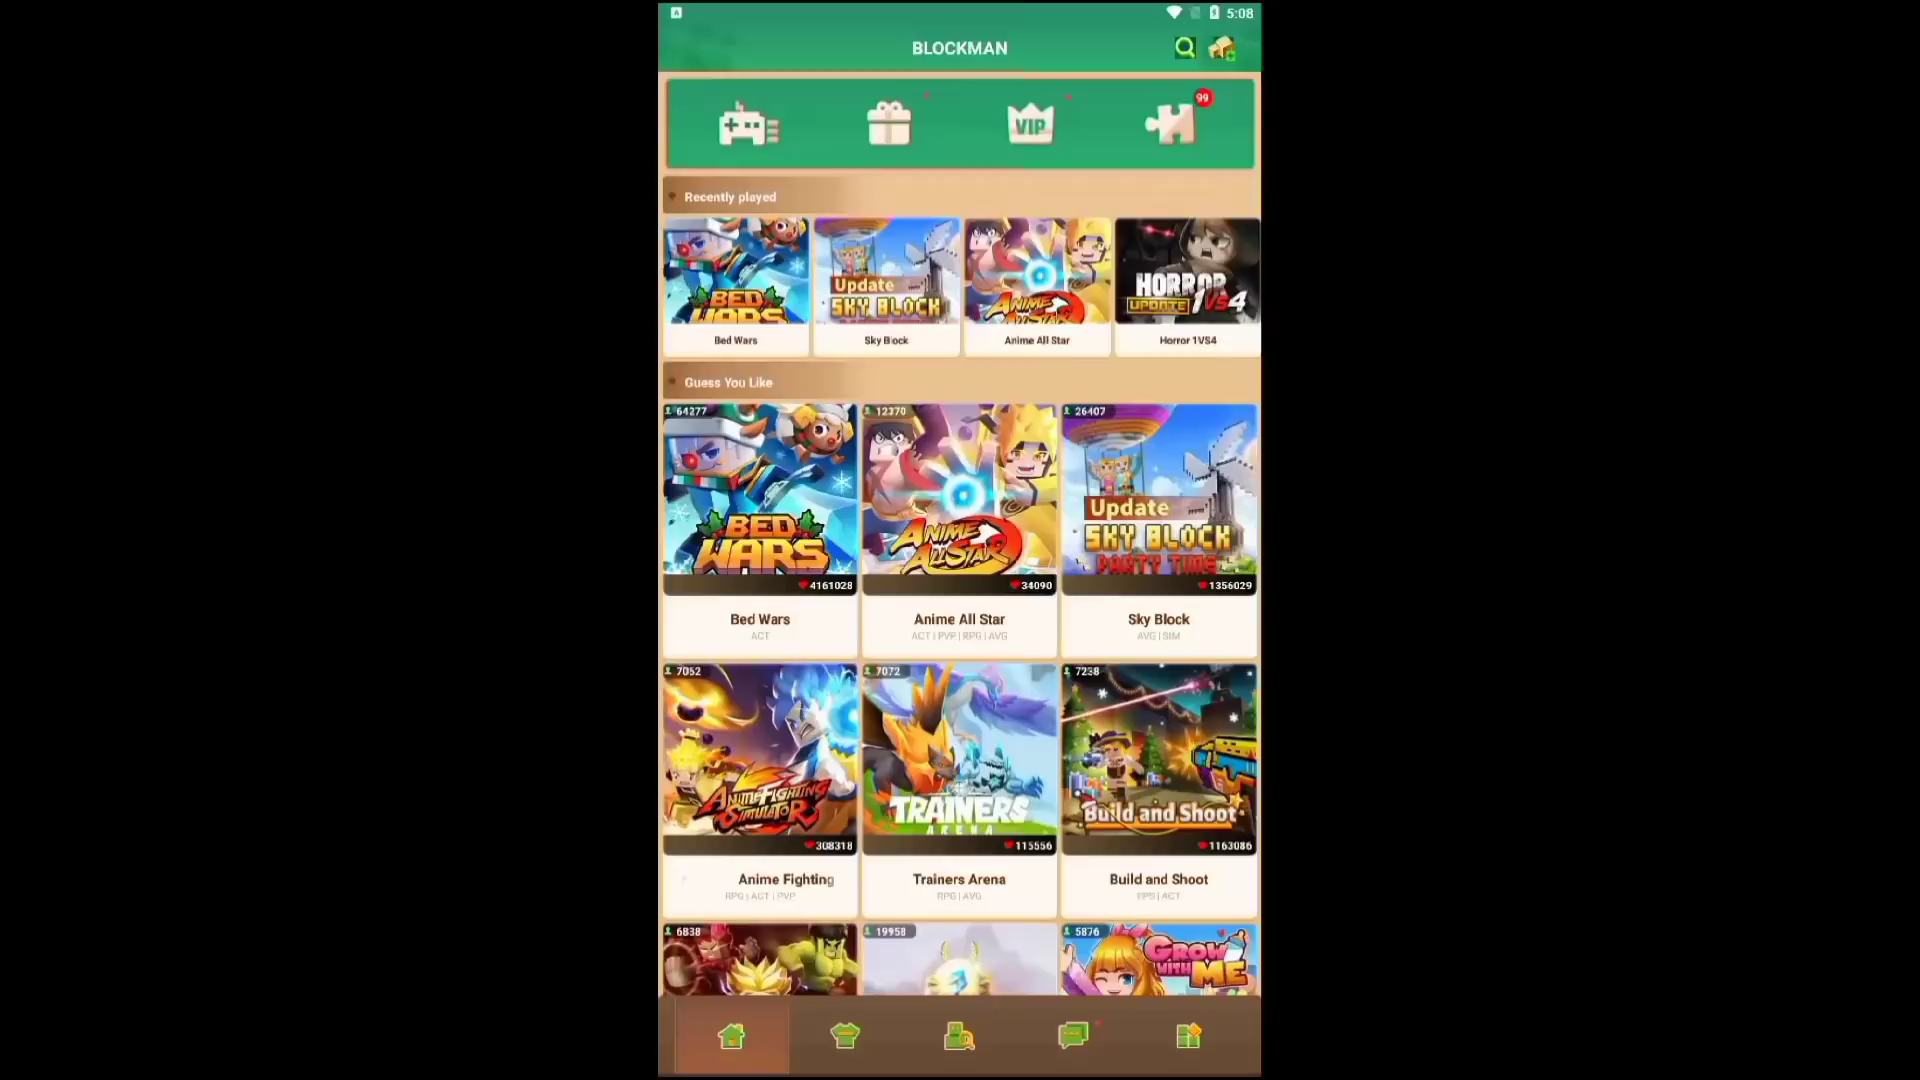 5:08
BLOCKMAN
VIP
99
Recently played
BED
WARS
Update
SKY BLOCK
ANIME
ALL STAR
HORROR
UPDATE 1VS4
Bed Wars
Sky Block
Anime All Star
Horror 1VS4
Guess You Like
64277
12370
26407
BED
WARS
ANIME
ALL STAR
Update
SKY BLOCK
PARTY TIME
4161028
34090
1356029
Bed Wars
Anime All Star
Sky Block
ACT
ACT | PVP | RPG | AVG
AVG | SIM
7052
7072
7238
ANIME FIGHTING
SIMULATOR
TRAINERS
ARENA
Build and Shoot
308318
115556
1163086
Anime Fighting
Trainers Arena
Build and Shoot
RPG | ACT | PVP
RPG | AVG
FPS | ACT
6838
19958
5876
GROW
WITH ME